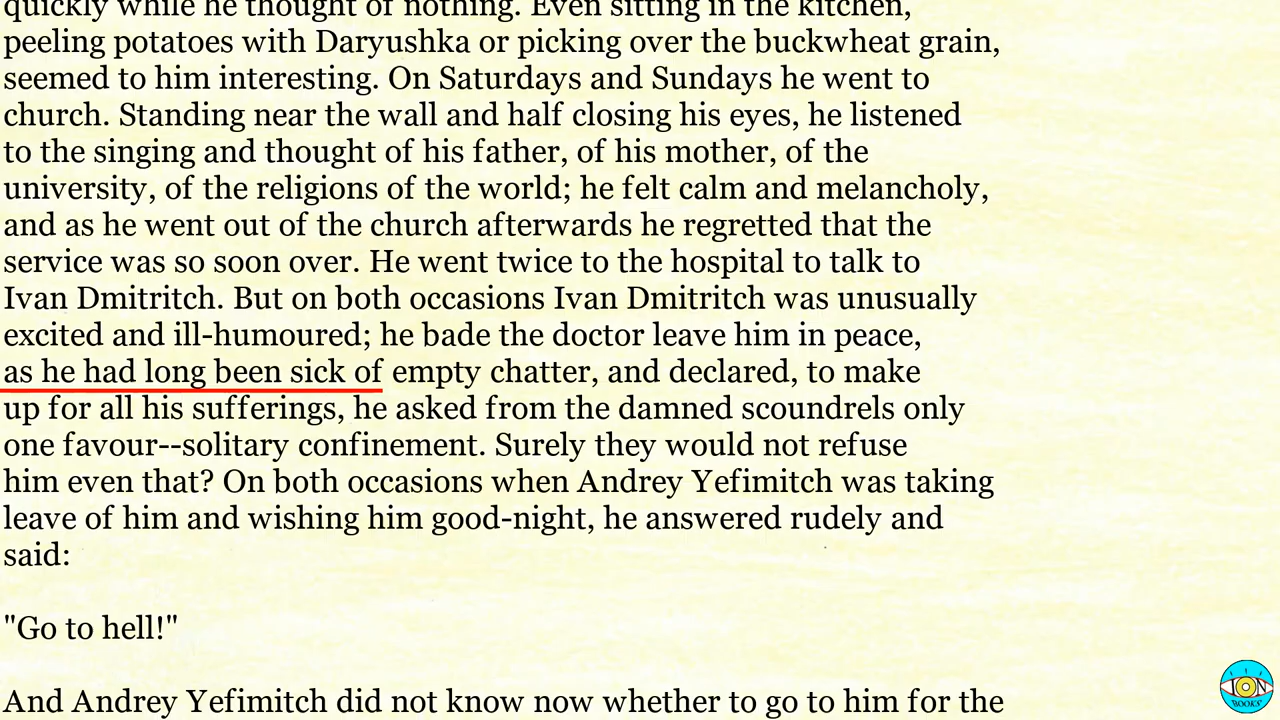 quickly while he thought of nothing. Even sitting in the kitchen,
peeling potatoes with Daryushka or picking over the buckwheat grain,
seemed to him interesting. On Saturdays and Sundays he went to
church. Standing near the wall and half closing his eyes, he listened
to the singing and thought of his father, of his mother, of the
university, of the religions of the world; he felt calm and melancholy,
and as he went out of the church afterwards he regretted that the
service was so soon over. He went twice to the hospital to talk to
Ivan Dmitritch. But on both occasions Ivan Dmitritch was unusually
excited and ill-humoured; he bade the doctor leave him in peace,
as he had long been sick of empty chatter, and declared, to make
up for all his sufferings, he asked from the damned scoundrels only
one favour--solitary confinement. Surely they would not refuse
him even that? On both occasions when Andrey Yefimitch was taking
leave of him and wishing him good-night, he answered rudely and
said:
"Go to hell!"
And Andrey Yefimitch did not know now whether to go to him for the
ION
BOOKS